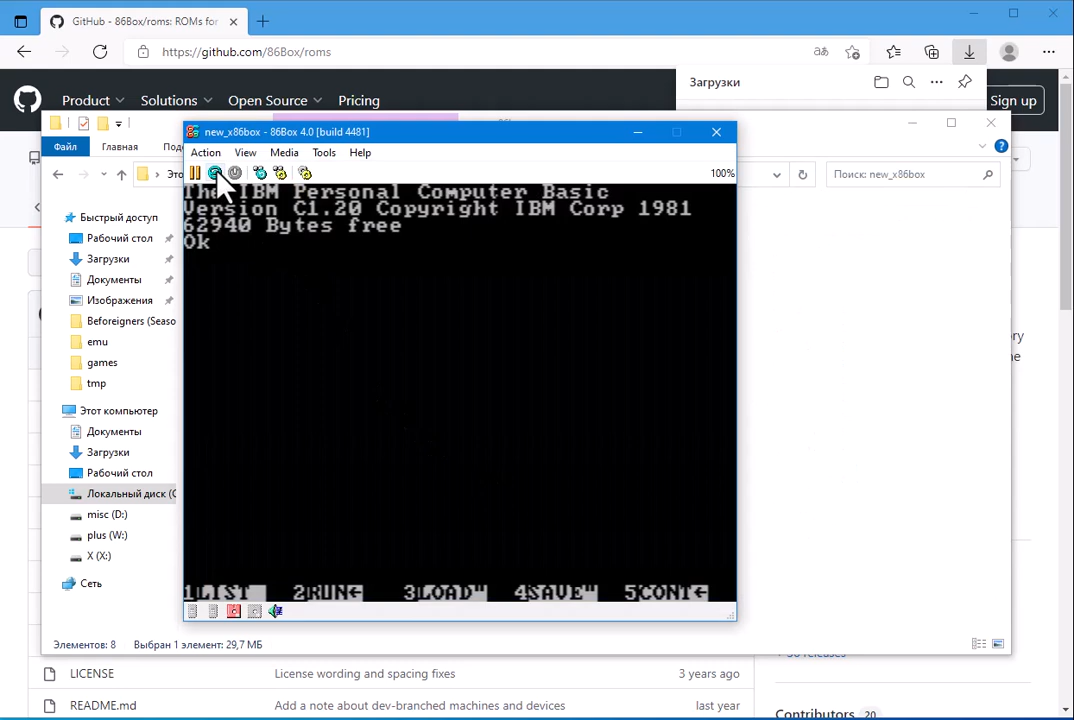 GitHub - 86Box/roms: ROMs for
https://github.com/86Box/roms
Загрузки
Product
Solutions
Open Source
Pricing
Sign up
new_x86box - 86Box 4.0 [build 4481]
Файл
Главная
Action
View
Media
Tools
Help
100%
Поиск: new_x86box
The IBM Personal Computer Basic
Version C1.20 Copyright IBM Corp 1981
62940 Bytes free
Ok
1LIST 2RUN← 3LOAD" 4SAVE" 5CONT←
Быстрый доступ
Рабочий стол
Загрузки
Документы
Изображения
Beforeigners (Seaso
emu
games
tmp
Этот компьютер
Документы
Загрузки
Рабочий стол
Локальный диск (C
misc (D:)
plus (W:)
X (X:)
Сеть
Элементов: 8
Выбран 1 элемент: 29,7 МБ
LICENSE
License wording and spacing fixes
3 years ago
README.md
Add a note about dev-branched machines and devices
last year
Contributors 20